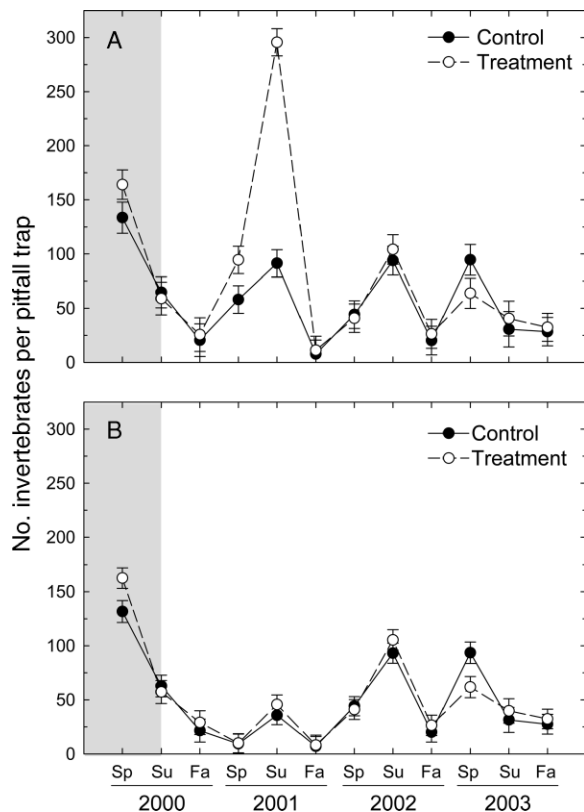 No. invertebrates per pitfall trap
A
Control
Treatment
300
250
200
150
100
50
0
B
Control
Treatment
300
250
200
150
100
50
0
Sp Su Fa Sp Su Fa Sp Su Fa Sp Su Fa
2000 2001 2002 2003